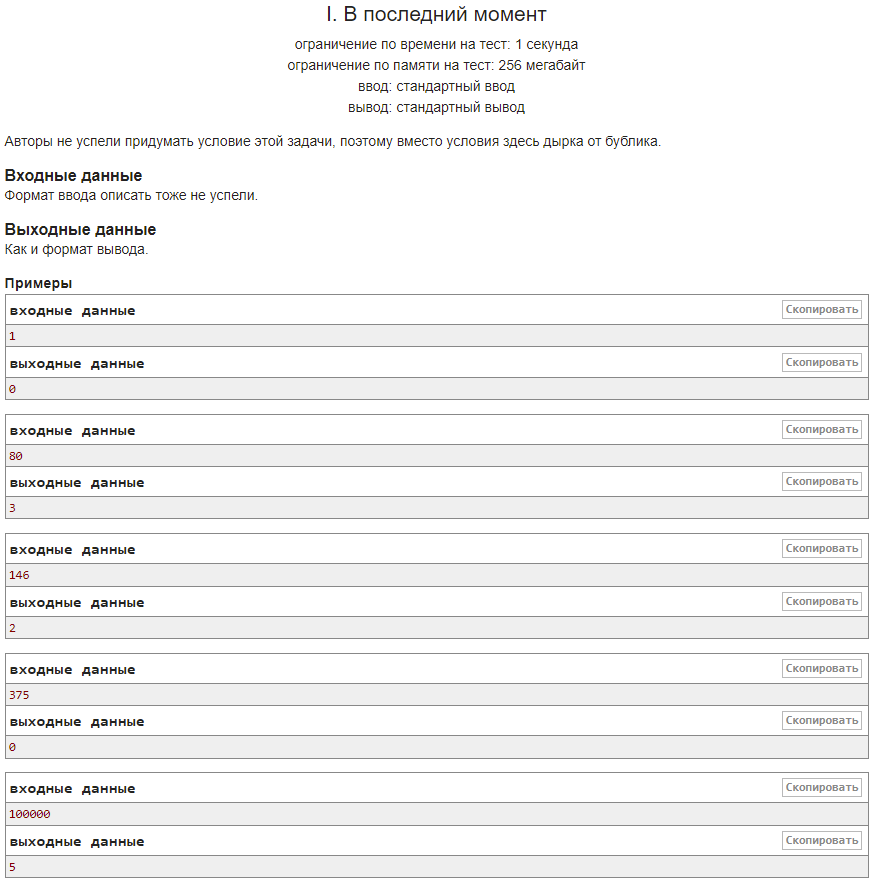 I. В последний момент
ограничение по времени на тест: 1 секунда
ограничение по памяти на тест: 256 мегабайт
ввод: стандартный ввод
вывод: стандартный вывод
Авторы не успели придумать условие этой задачи, поэтому вместо условия здесь дырка от бублика.
Входные данные
Формат ввода описать тоже не успели.
Выходные данные
Как и формат вывода.
Примеры
входные данные Скопировать
1
выходные данные Скопировать
0
входные данные Скопировать
80
выходные данные Скопировать
3
входные данные Скопировать
146
выходные данные Скопировать
2
входные данные Скопировать
375
выходные данные Скопировать
0
входные данные Скопировать
100000
выходные данные Скопировать
5